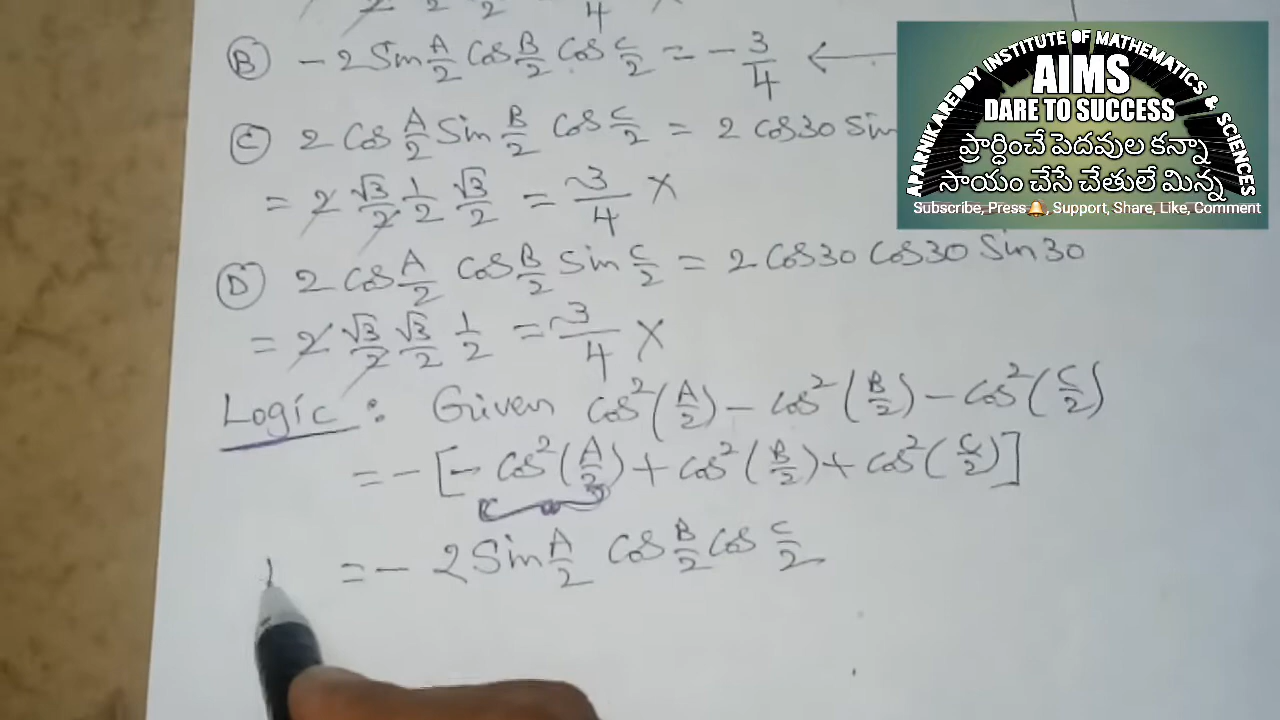 Ⓑ - 2 Sin A/2 Cos B/2 Cos C/2 = - 3/4 ←
Ⓒ 2 Cos A/2 Sin B/2 Cos C/2 = 2 Cos30 Sin
= 2 √3/2 1/2 √3/2 = 3/4 X
Ⓓ 2 Cos A/2 Cos B/2 Sin C/2 = 2 Cos30 Cos30 Sin 30
= 2 √3/2 √3/2 1/2 = 3/4 X
Logic : Given Cos²(A/2) - Cos²(B/2) - Cos²(C/2)
= - [- Cos²(A/2) + Cos²(B/2) + Cos²(C/2)]
= - 2 Sin A/2 Cos B/2 Cos C/2
APARNIKAREDDY INSTITUTE OF MATHEMATICS & SCIENCES
AIMS
DARE TO SUCCESS
ప్రార్ధించే పెదవుల కన్నా
సాయం చేసే చేతులే మిన్న
Subscribe, Press🔔, Support, Share, Like, Comment